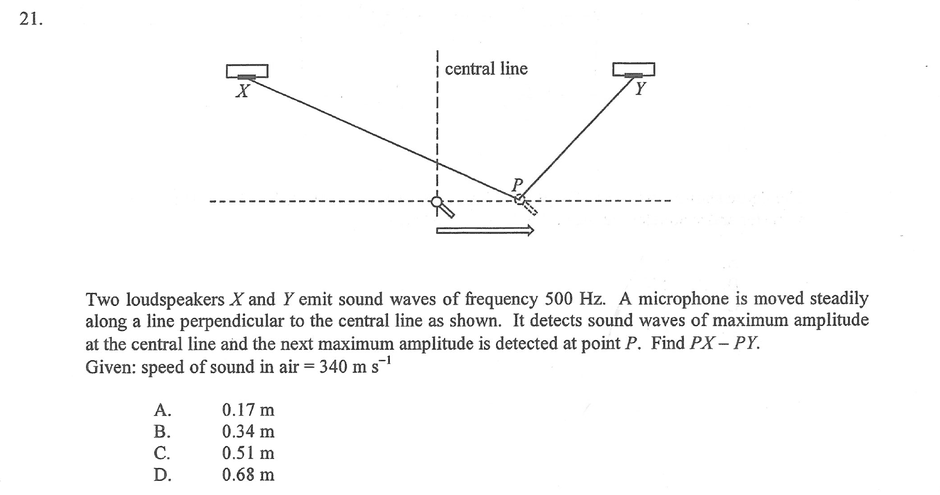 21.
central line
X
Y
P
Two loudspeakers X and Y emit sound waves of frequency 500 Hz. A microphone is moved steadily
along a line perpendicular to the central line as shown. It detects sound waves of maximum amplitude
at the central line and the next maximum amplitude is detected at point P. Find PX – PY.
Given: speed of sound in air = 340 m s⁻¹
A. 0.17 m
B. 0.34 m
C. 0.51 m
D. 0.68 m